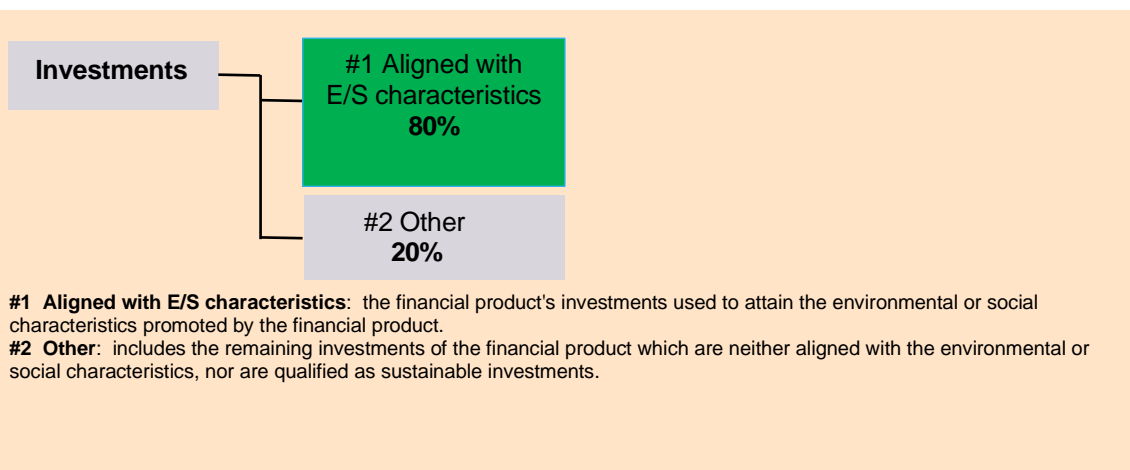 Investments
#1 Aligned with
E/S characteristics
80%
#2 Other
20%
#1 Aligned with E/S characteristics: the financial product's investments used to attain the environmental or social
characteristics promoted by the financial product.
#2 Other: includes the remaining investments of the financial product which are neither aligned with the environmental or
social characteristics, nor are qualified as sustainable investments.